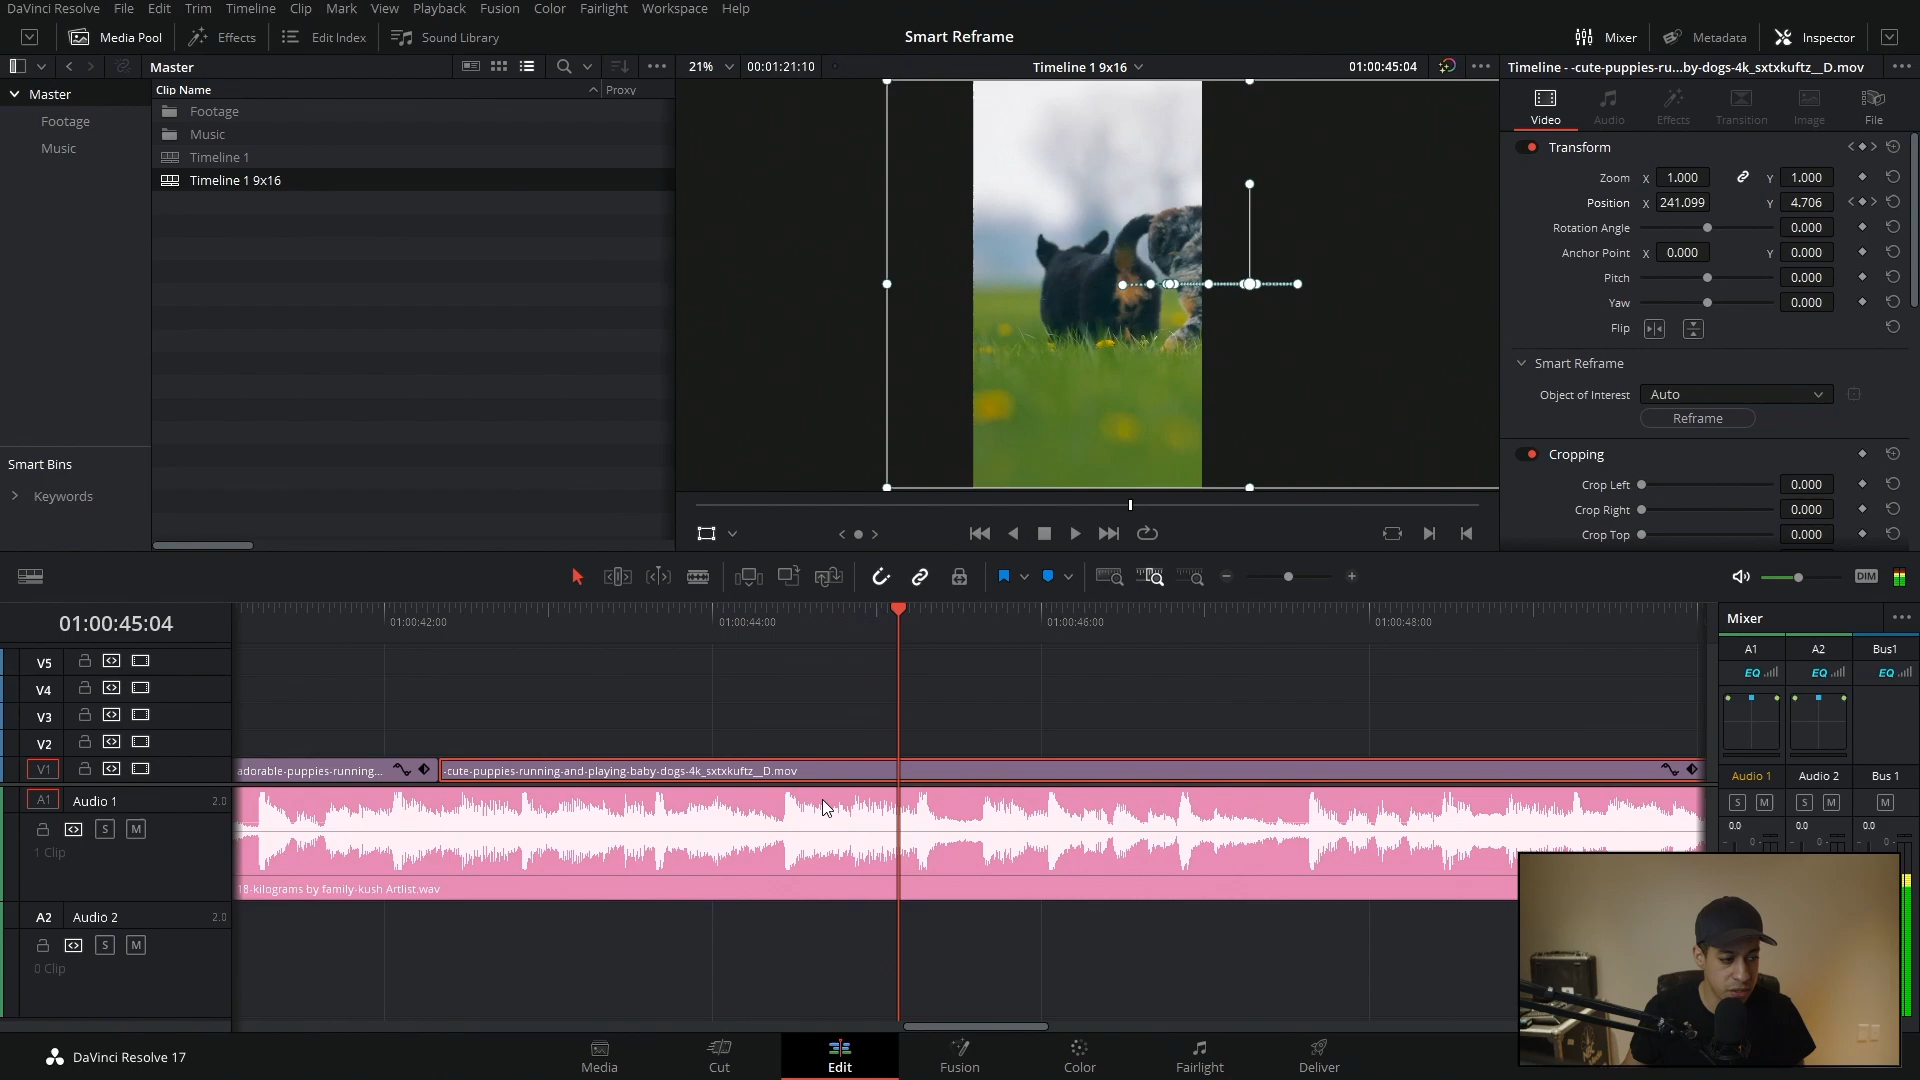 DaVinci Resolve File Edit Trim Timeline Clip Mark View Playback Fusion Color Fairlight Workspace Help
Media Pool Effects Edit Index Sound Library Smart Reframe Mixer Metadata Inspector
Master 21% 00:01:21:10 Timeline 1 9x16 01:00:45:04 Timeline - -cute-puppies-ru...by-dogs-4k_sxtxkuftz__D.mov
Master
Footage
Music
Smart Bins
Keywords
Clip Name Proxy
Footage
Music
Timeline 1
Timeline 1 9x16
Video Audio Effects Transition Image File
Transform
Zoom X 1.000 Y 1.000
Position X 241.099 Y 4.706
Rotation Angle 0.000
Anchor Point X 0.000 Y 0.000
Pitch 0.000
Yaw 0.000
Flip
Smart Reframe
Object of Interest Auto
Reframe
Cropping
Crop Left 0.000
Crop Right 0.000
Crop Top 0.000
DIM
01:00:45:04 01:00:42:00 01:00:44:00 01:00:46:00 01:00:48:00
V5
V4
V3
V2
V1 adorable-puppies-running... -cute-puppies-running-and-playing-baby-dogs-4k_sxtxkuftz__D.mov
A1 Audio 1 2.0
S M
1 Clip
18-kilograms by family-kush Artlist.wav
A2 Audio 2 2.0
S M
0 Clip
Mixer
A1 A2 Bus1
EQ EQ EQ
Audio 1 Audio 2 Bus 1
S M S M M
0.0 0.0 0.0
0 0 0
DaVinci Resolve 17 Media Cut Edit Fusion Color Fairlight Deliver